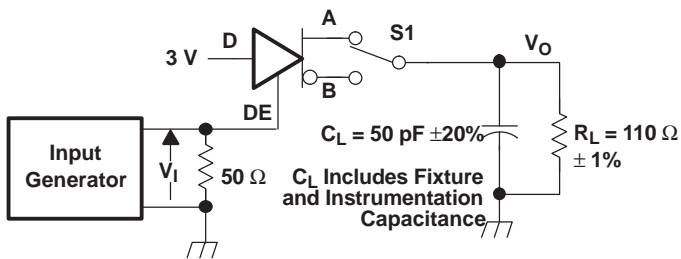 A
S1
D
3 V
B
DE
V_O
Input
Generator
V_I
50 Ω
C_L = 50 pF ±20%
R_L = 110 Ω
± 1%
C_L Includes Fixture
and Instrumentation
Capacitance